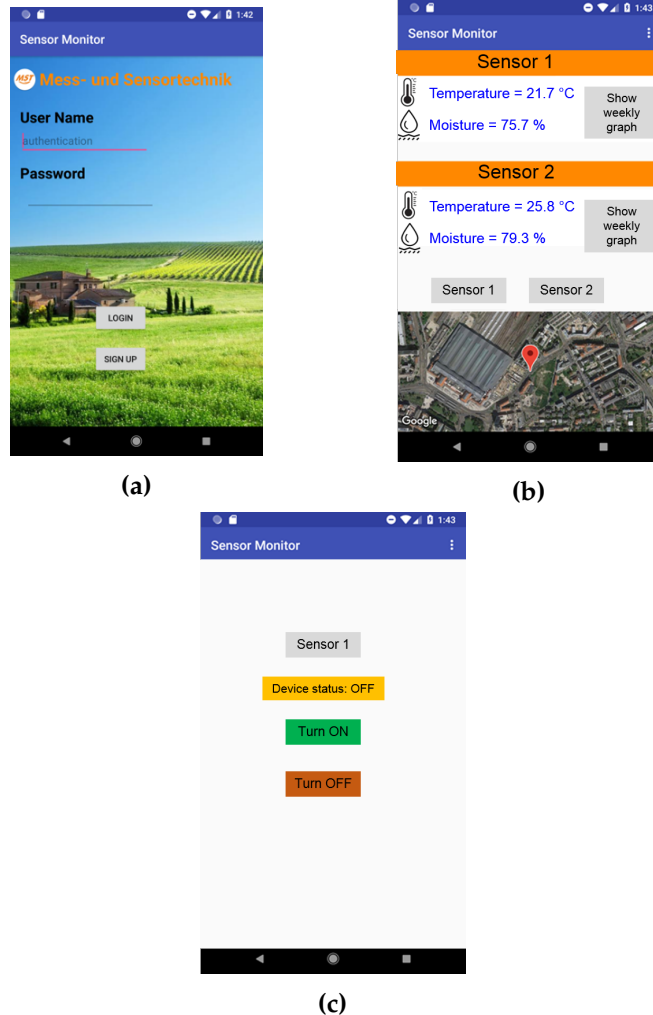 1:42
Sensor Monitor
MST Mess- und Sensortechnik
User Name
authentication
Password
LOGIN
SIGN UP
(a)
1:43
Sensor Monitor
Sensor 1
Temperature = 21.7 °C
Moisture = 75.7 %
Show
weekly
graph
Sensor 2
Temperature = 25.8 °C
Moisture = 79.3 %
Show
weekly
graph
Sensor 1 Sensor 2
Google
(b)
1:43
Sensor Monitor
Sensor 1
Device status: OFF
Turn ON
Turn OFF
(c)